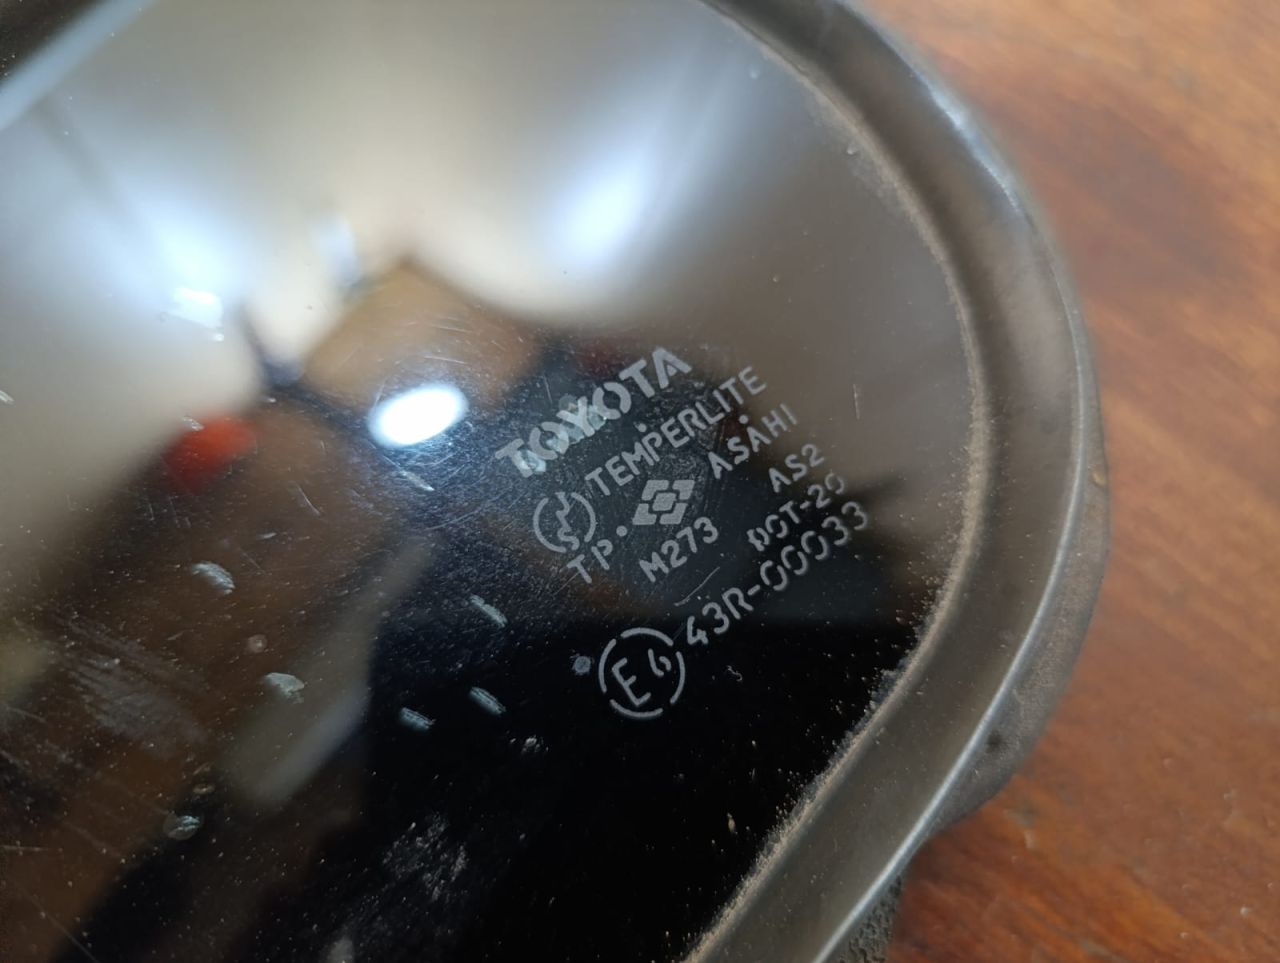 TOYOTA
TEMPERLITE
TP. ASAHI
M273 AS2
DOT-20
E6 43R-00033